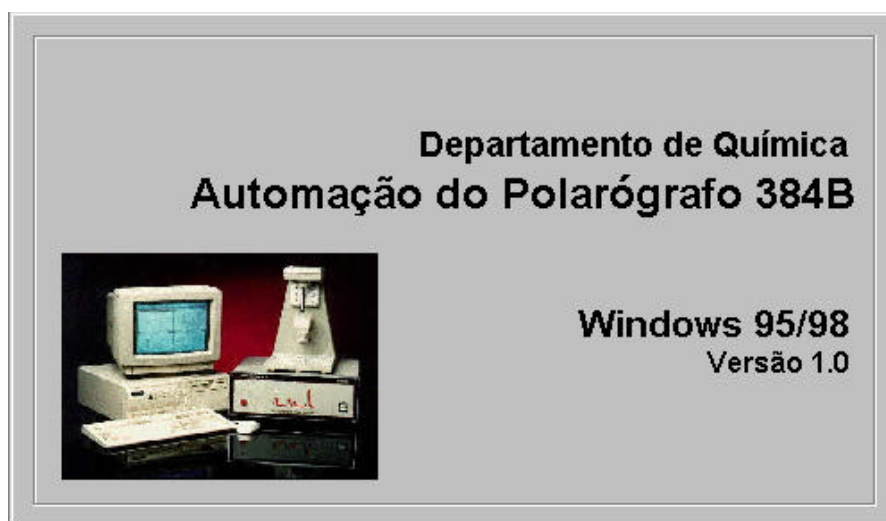 Departamento de Química
Automação do Polarógrafo 384B
Windows 95/98
Versão 1.0